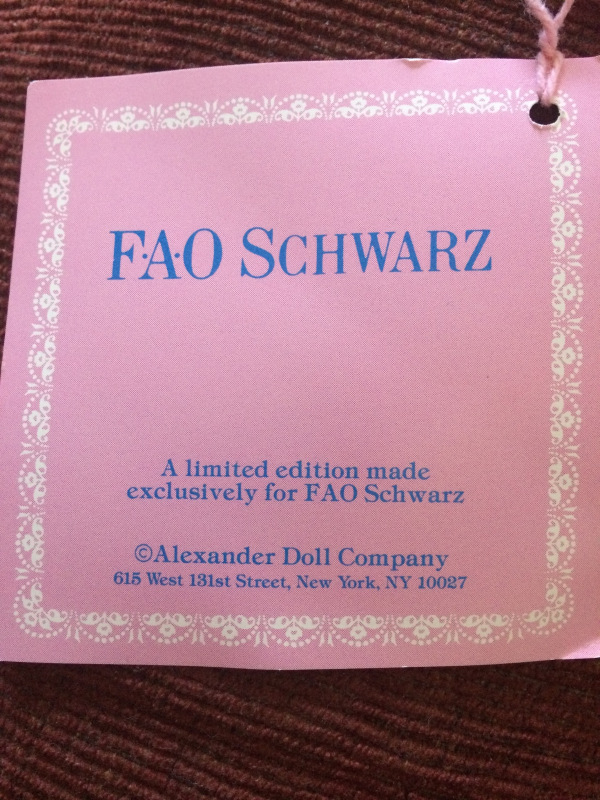 F·A·O SCHWARZ
A limited edition made
exclusively for FAO Schwarz
©Alexander Doll Company
615 West 131st Street, New York, NY 10027